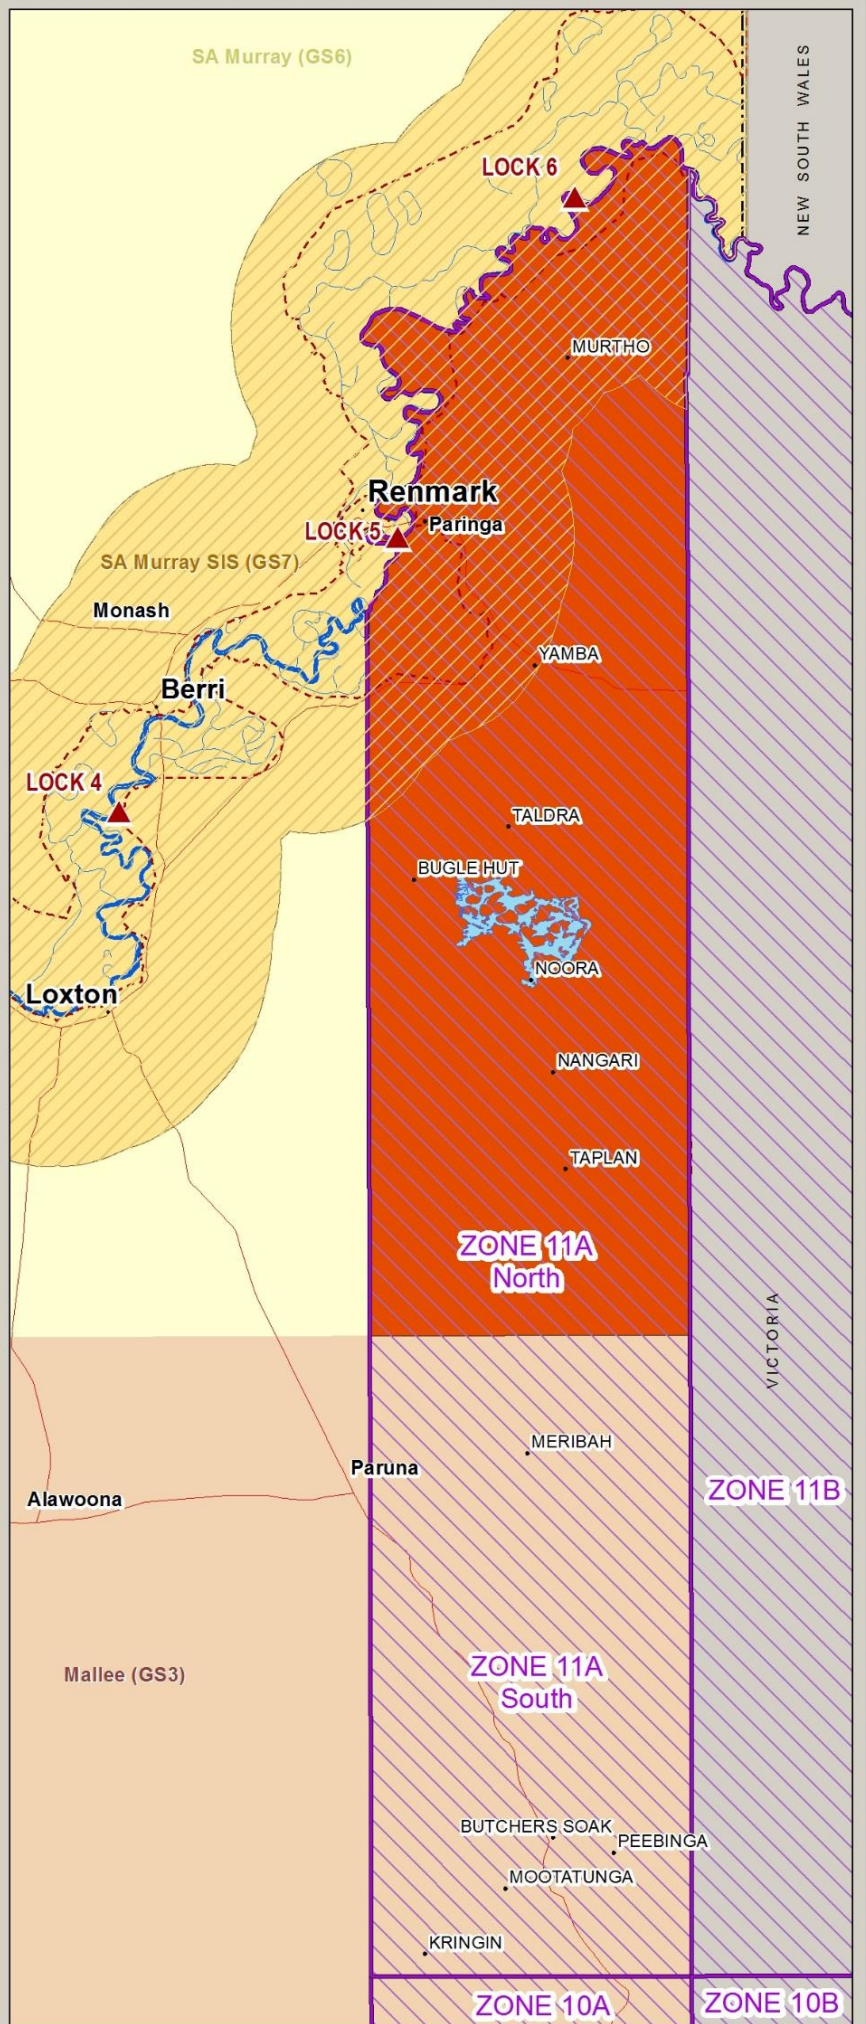 SA Murray (GS6)
NEW SOUTH WALES
LOCK 6
MURTHO
Renmark
LOCK 5
Paringa
SA Murray SIS (GS7)
Monash
YAMBA
Berri
LOCK 4
TALDRA
BUGLE HUT
NOORA
Loxton
NANGARI
TAPLAN
ZONE 11A
North
VICTORIA
MERIBAH
Paruna
ZONE 11B
Alawoona
ZONE 11A
South
Mallee (GS3)
BUTCHERS SOAK
PEEBINGA
MOOTATUNGA
KRINGIN
ZONE 10A
ZONE 10B